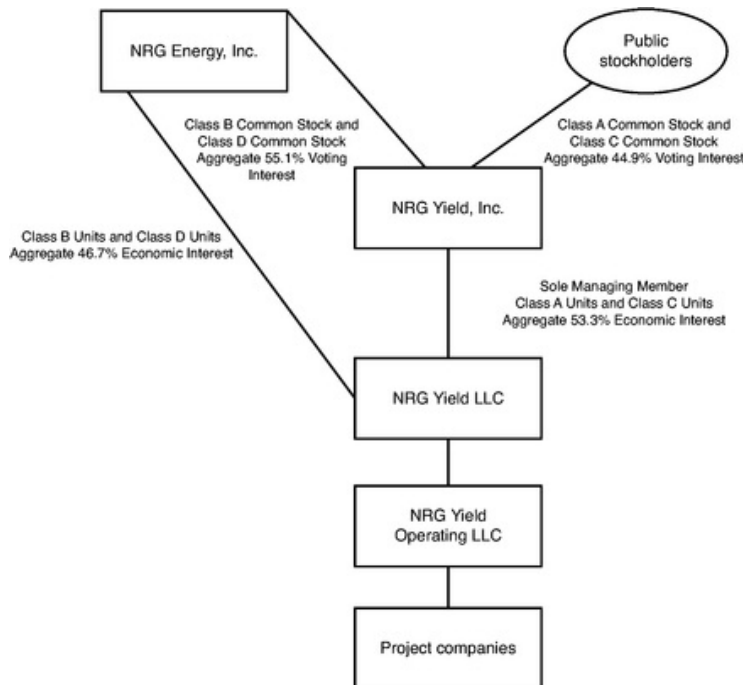 NRG Energy, Inc.
Public
stockholders
Class B Common Stock and
Class D Common Stock
Aggregate 55.1% Voting
Interest
Class A Common Stock and
Class C Common Stock
Aggregate 44.9% Voting Interest
NRG Yield, Inc.
Class B Units and Class D Units
Aggregate 46.7% Economic Interest
Sole Managing Member
Class A Units and Class C Units
Aggregate 53.3% Economic Interest
NRG Yield LLC
NRG Yield
Operating LLC
Project companies